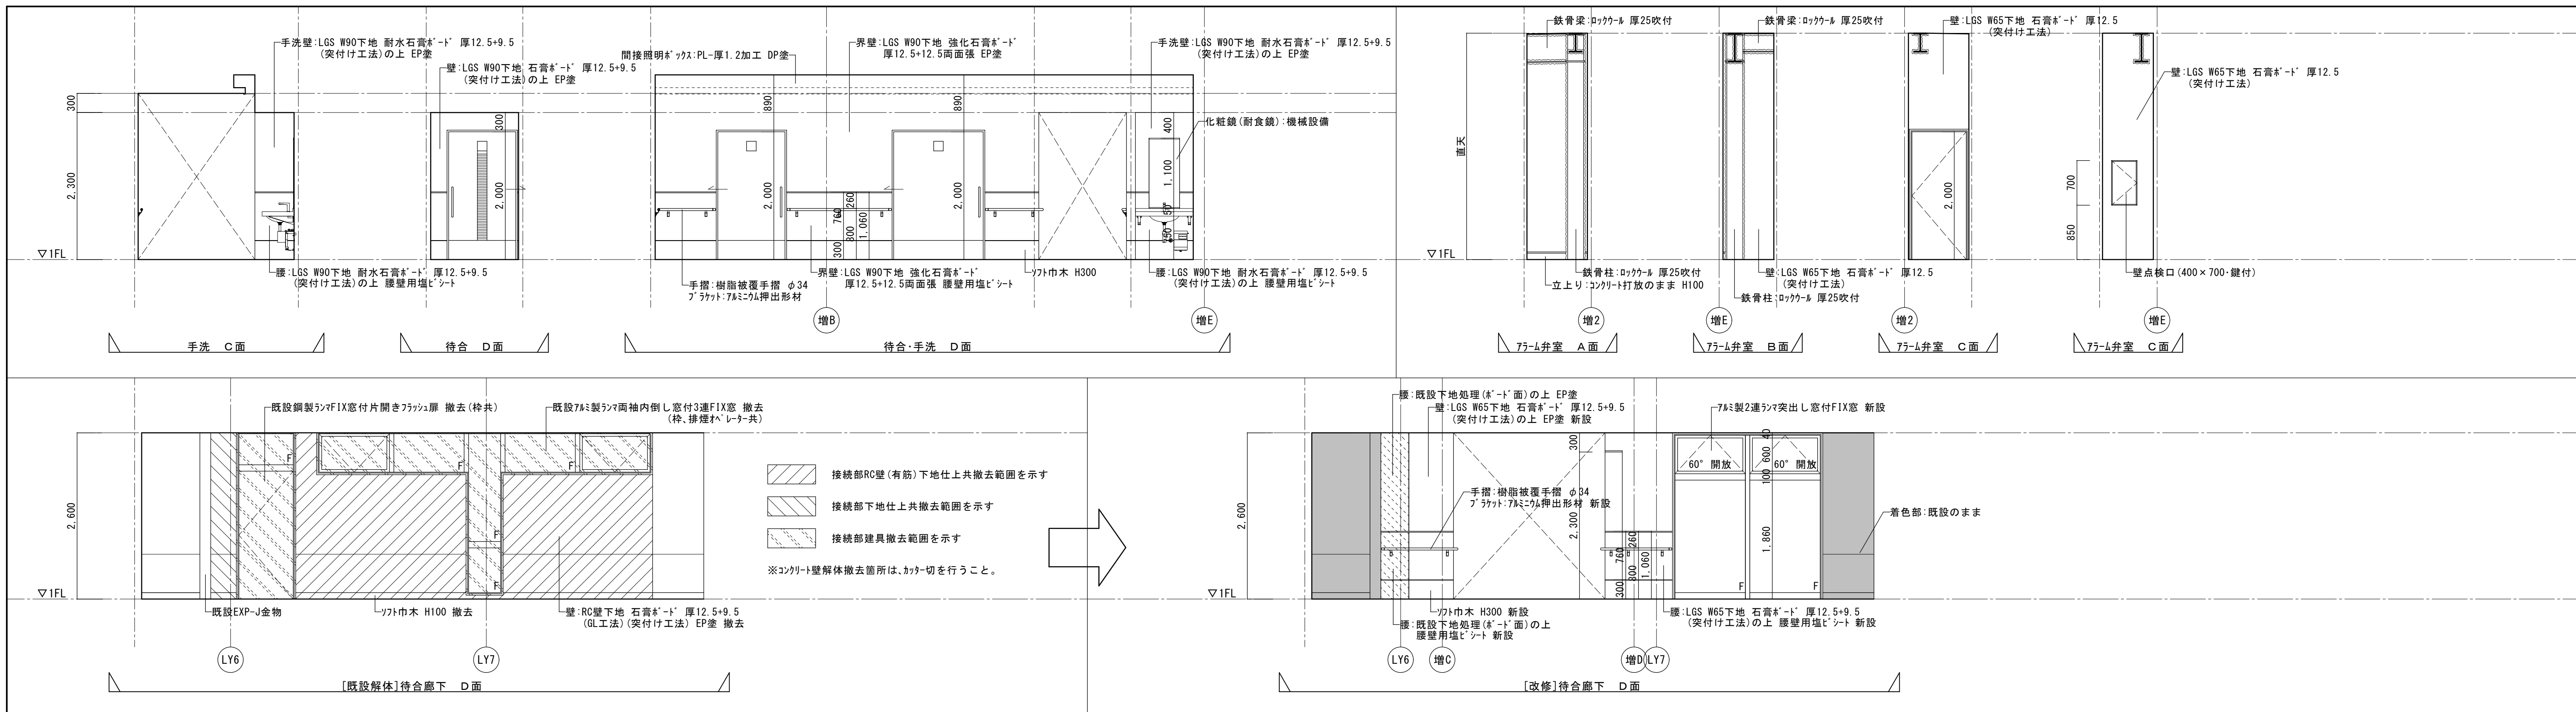 手洗壁:LGS W90下地 耐水石膏ﾎﾞｰﾄﾞ 厚12.5+9.5
(突付け工法)の上 EP塗
壁:LGS W90下地 石膏ﾎﾞｰﾄﾞ 厚12.5+9.5
(突付け工法)の上 EP塗
300
2,300
▽1FL
2,000
300
腰:LGS W90下地 耐水石膏ﾎﾞｰﾄﾞ 厚12.5+9.5
(突付け工法)の上 腰壁用塩ﾋﾞｼｰﾄ
手洗 C面
待合 D面
間接照明ﾎﾞｯｸｽ:PL-厚1.2加工 DP塗
界壁:LGS W90下地 強化石膏ﾎﾞｰﾄﾞ
厚12.5+12.5両面張 EP塗
手洗壁:LGS W90下地 耐水石膏ﾎﾞｰﾄﾞ 厚12.5+9.5
(突付け工法)の上 EP塗
化粧鏡(耐食鏡):機械設備
890
890
400
1,100
50
750
2,000
2,000
260
760
800
1,060
300
手摺:樹脂被覆手摺 φ34
ﾌﾞﾗｹｯﾄ:ｱﾙﾐﾆｳﾑ押出形材
界壁:LGS W90下地 強化石膏ﾎﾞｰﾄﾞ
厚12.5+12.5両面張 腰壁用塩ﾋﾞｼｰﾄ
ｿﾌﾄ巾木 H300
腰:LGS W90下地 耐水石膏ﾎﾞｰﾄﾞ 厚12.5+9.5
(突付け工法)の上 腰壁用塩ﾋﾞｼｰﾄ
増B
増E
待合･手洗 D面
鉄骨梁:ﾛｯｸｳｰﾙ 厚25吹付
鉄骨梁:ﾛｯｸｳｰﾙ 厚25吹付
壁:LGS W65下地 石膏ﾎﾞｰﾄﾞ 厚12.5
(突付け工法)
壁:LGS W65下地 石膏ﾎﾞｰﾄﾞ 厚12.5
(突付け工法)
直天
▽1FL
2,000
700
850
鉄骨柱:ﾛｯｸｳｰﾙ 厚25吹付
立上り:ｺﾝｸﾘｰﾄ打放のまま H100
壁:LGS W65下地 石膏ﾎﾞｰﾄﾞ 厚12.5
(突付け工法)
鉄骨柱:ﾛｯｸｳｰﾙ 厚25吹付
壁点検口(400×700･鍵付)
増2
増E
増2
増E
ｱﾗｰﾑ弁室 A面
ｱﾗｰﾑ弁室 B面
ｱﾗｰﾑ弁室 C面
ｱﾗｰﾑ弁室 C面
既設鋼製ﾗﾝﾏFIX窓付片開きﾌﾗｯｼｭ扉 撤去(枠共)
既設ｱﾙﾐ製ﾗﾝﾏ両袖内倒し窓付3連FIX窓 撤去
(枠､排煙ｵﾍﾟﾚｰﾀｰ共)
2,600
▽1FL
F
F
F
F
F
既設EXP-J金物
ｿﾌﾄ巾木 H100 撤去
壁:RC壁下地 石膏ﾎﾞｰﾄﾞ 厚12.5+9.5
(GL工法)(突付け工法) EP塗 撤去
LY6
LY7
[既設解体]待合廊下 D面
接続部RC壁(有筋)下地仕上共撤去範囲を示す
接続部下地仕上共撤去範囲を示す
接続部建具撤去範囲を示す
※ｺﾝｸﾘｰﾄ壁解体撤去箇所は､ｶｯﾀｰ切を行うこと｡
腰:既設下地処理(ﾎﾞｰﾄﾞ面)の上 EP塗
壁:LGS W65下地 石膏ﾎﾞｰﾄﾞ 厚12.5+9.5
(突付け工法)の上 EP塗 新設
ｱﾙﾐ製2連ﾗﾝﾏ突出し窓付FIX窓 新設
60°開放
60°開放
手摺:樹脂被覆手摺 φ34
ﾌﾞﾗｹｯﾄ:ｱﾙﾐﾆｳﾑ押出形材 新設
着色部:既設のまま
2,600
300
2,300
260
760
800
1,060
300
40
600
100
1,860
F
F
▽1FL
ｿﾌﾄ巾木 H300 新設
腰:既設下地処理(ﾎﾞｰﾄﾞ面)の上
腰壁用塩ﾋﾞｼｰﾄ 新設
腰:LGS W65下地 石膏ﾎﾞｰﾄﾞ 厚12.5+9.5
(突付け工法)の上 腰壁用塩ﾋﾞｼｰﾄ 新設
LY6
増C
増D
LY7
[改修]待合廊下 D面